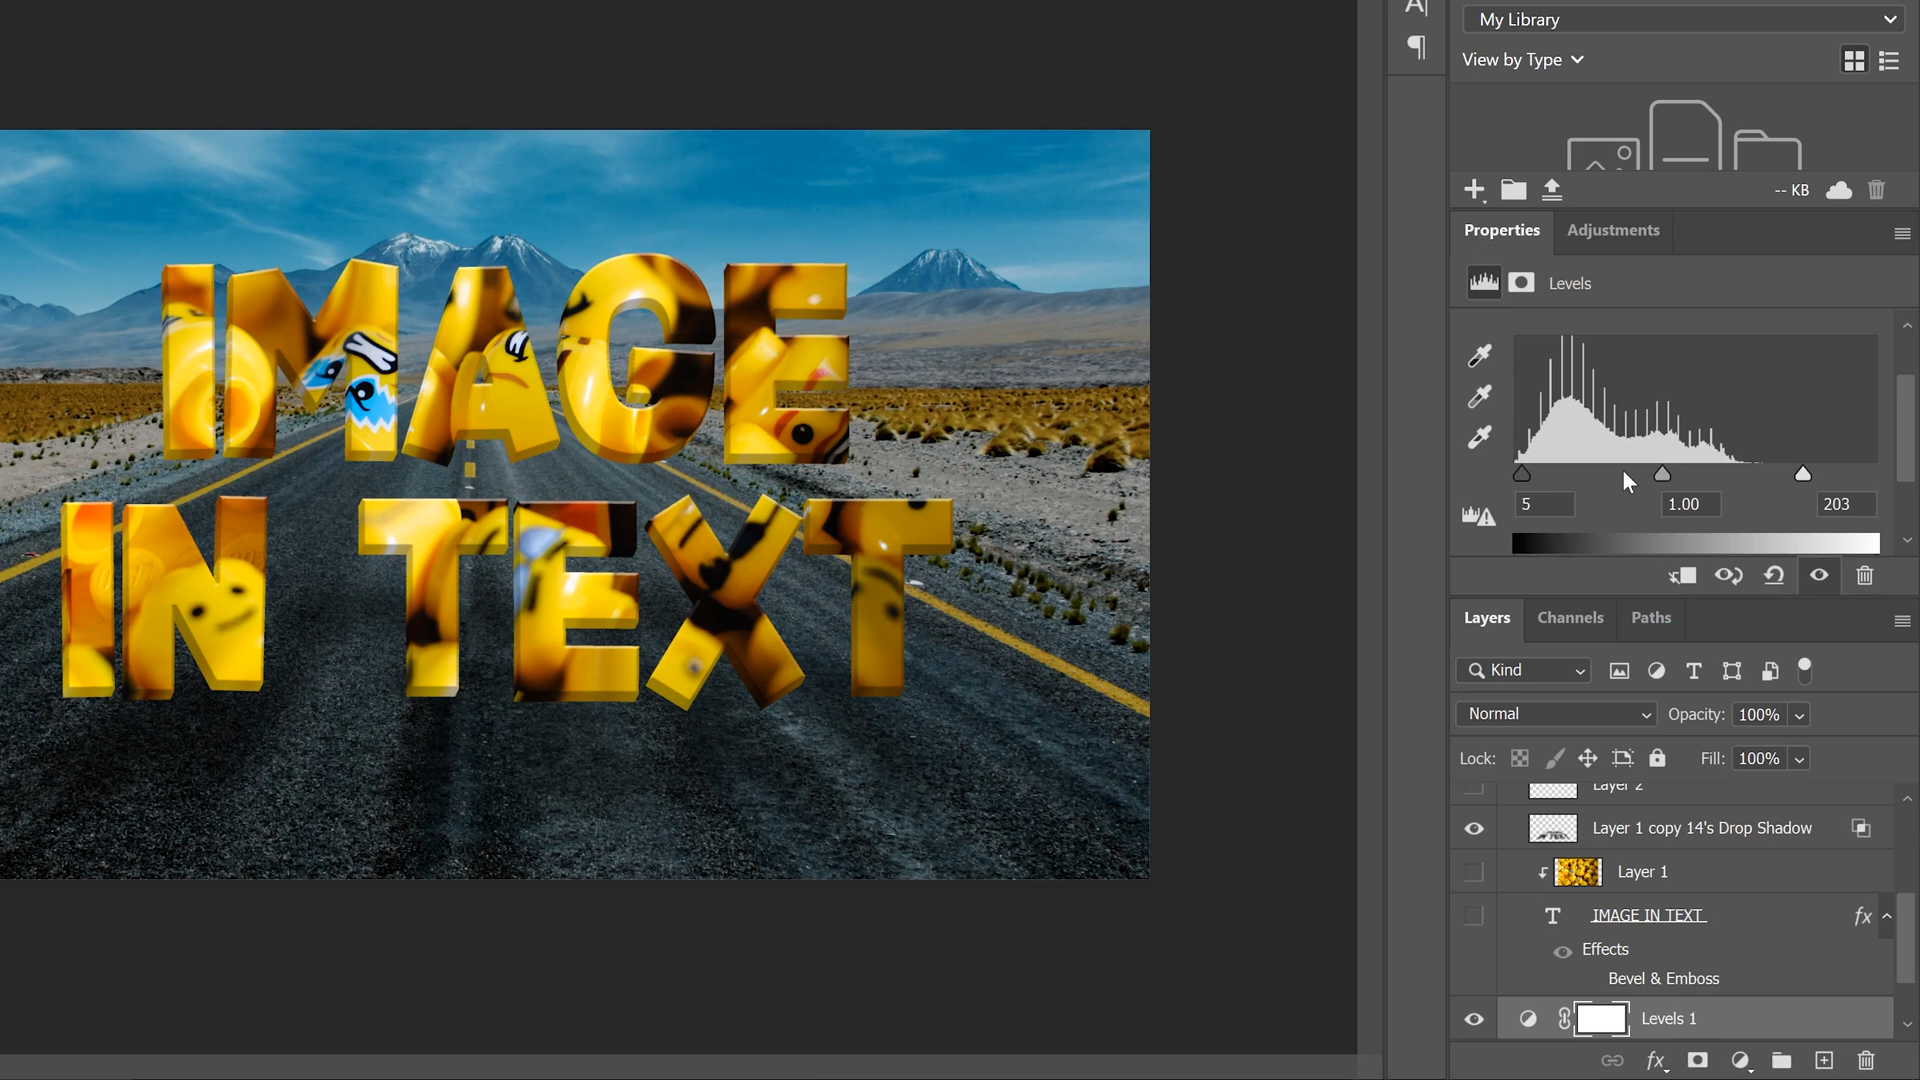 My Library
View by Type
-- KB
Properties
Adjustments
Levels
5
1.00
203
IMAGE
IN TEXT
Layers
Channels
Paths
Kind
Normal
Opacity: 100%
Lock:
Fill: 100%
Layer 2
Layer 1 copy 14's Drop Shadow
Layer 1
IMAGE IN TEXT
fx
Effects
Bevel & Emboss
Levels 1
fx